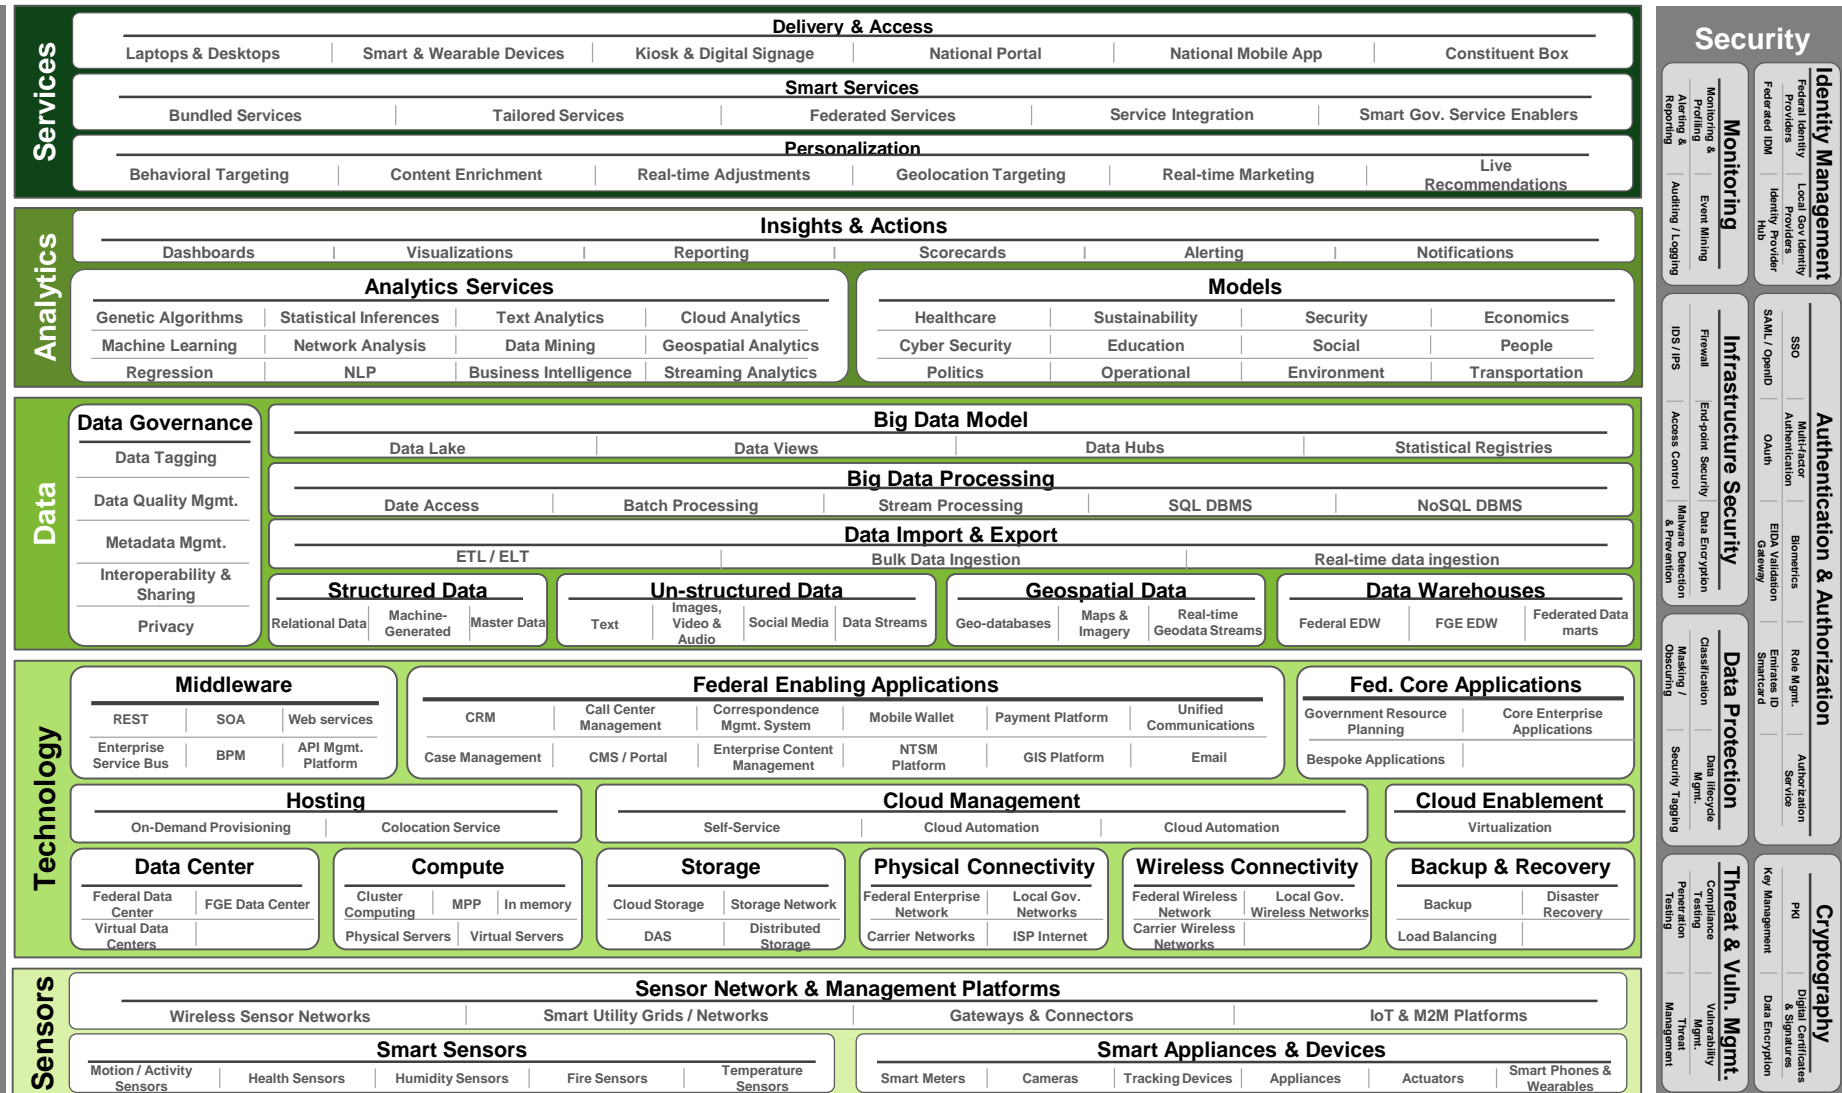 Services
Delivery & Access
Laptops & Desktops
Smart & Wearable Devices
Kiosk & Digital Signage
National Portal
National Mobile App
Constituent Box
Smart Services
Bundled Services
Tailored Services
Federated Services
Service Integration
Smart Gov. Service Enablers
Personalization
Behavioral Targeting
Content Enrichment
Real-time Adjustments
Geolocation Targeting
Real-time Marketing
Live
Recommendations
Analytics
Insights & Actions
Dashboards
Visualizations
Reporting
Scorecards
Alerting
Notifications
Analytics Services
Genetic Algorithms
Statistical Inferences
Text Analytics
Cloud Analytics
Machine Learning
Network Analysis
Data Mining
Geospatial Analytics
Regression
NLP
Business Intelligence
Streaming Analytics
Models
Healthcare
Sustainability
Security
Economics
Cyber Security
Education
Social
People
Politics
Operational
Environment
Transportation
Data
Data Governance
Data Tagging
Data Quality Mgmt.
Metadata Mgmt.
Interoperability &
Sharing
Privacy
Big Data Model
Data Lake
Data Views
Data Hubs
Statistical Registries
Big Data Processing
Date Access
Batch Processing
Stream Processing
SQL DBMS
NoSQL DBMS
Data Import & Export
ETL / ELT
Bulk Data Ingestion
Real-time data ingestion
Structured Data
Relational Data
Machine-
Generated
Master Data
Un-structured Data
Text
Images,
Video &
Audio
Social Media
Data Streams
Geospatial Data
Geo-databases
Maps &
Imagery
Real-time
Geodata Streams
Data Warehouses
Federal EDW
FGE EDW
Federated Data
marts
Technology
Middleware
REST
SOA
Web services
Enterprise
Service Bus
BPM
API Mgmt.
Platform
Federal Enabling Applications
CRM
Call Center
Management
Correspondence
Mgmt. System
Mobile Wallet
Payment Platform
Unified
Communications
Case Management
CMS / Portal
Enterprise Content
Management
NTSM
Platform
GIS Platform
Email
Fed. Core Applications
Government Resource
Planning
Core Enterprise
Applications
Bespoke Applications
Hosting
On-Demand Provisioning
Colocation Service
Cloud Management
Self-Service
Cloud Automation
Cloud Automation
Cloud Enablement
Virtualization
Data Center
Federal Data
Center
FGE Data Center
Virtual Data
Centers
Compute
Cluster
Computing
MPP
In memory
Physical Servers
Virtual Servers
Storage
Cloud Storage
Storage Network
DAS
Distributed
Storage
Physical Connectivity
Federal Enterprise
Network
Local Gov.
Networks
Carrier Networks
ISP Internet
Wireless Connectivity
Federal Wireless
Network
Local Gov.
Wireless Networks
Carrier Wireless
Networks
Backup & Recovery
Backup
Disaster
Recovery
Load Balancing
Sensors
Sensor Network & Management Platforms
Wireless Sensor Networks
Smart Utility Grids / Networks
Gateways & Connectors
IoT & M2M Platforms
Smart Sensors
Motion / Activity
Sensors
Health Sensors
Humidity Sensors
Fire Sensors
Temperature
Sensors
Smart Appliances & Devices
Smart Meters
Cameras
Tracking Devices
Appliances
Actuators
Smart Phones &
Wearables
Security
Identity Management
Federal Identity
Providers
Local Gov Identity
Providers
Federated IDM
Identity Provider
Hub
Monitoring
Monitoring &
Profiling
Event Mining
Alerting &
Reporting
Auditing / Logging
Authentication & Authorization
SSO
Multi-factor
Authentication
Biometrics
Role Mgmt.
Authorization
Service
SAML / OpenID
OAuth
EIDA Validation
Gateway
Emirates ID
Smartcard
Infrastructure Security
Firewall
End-point Security
Data Encryption
IDS / IPS
Access Control
Malware Detection
& Prevention
Data Protection
Classification
Data lifecycle
Mgmt.
Masking /
Obscuring
Security Tagging
Cryptography
PKI
Digital Certificates
& Signatures
Key Management
Data Encryption
Threat & Vuln. Mgmt.
Compliance
Testing
Vulnerability
Mgmt.
Penetration
Testing
Threat
Management